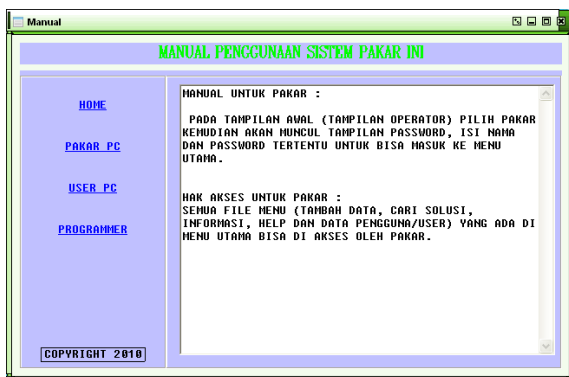 Manual
MANUAL PENGGUNAAN SISTEM PAKAR INI
HOME
PAKAR PC
USER PC
PROGRAMMER
COPYRIGHT 2010
MANUAL UNTUK PAKAR :
PADA TAMPILAN AWAL (TAMPILAN OPERATOR) PILIH PAKAR
KEMUDIAN AKAN MUNCUL TAMPILAN PASSWORD, ISI NAMA
DAN PASSWORD TERTENTU UNTUK BISA MASUK KE MENU
UTAMA.
HAK AKSES UNTUK PAKAR :
SEMUA FILE MENU (TAMBAH DATA, CARI SOLUSI,
INFORMASI, HELP DAN DATA PENGGUNA/USER) YANG ADA DI
MENU UTAMA BISA DI AKSES OLEH PAKAR.